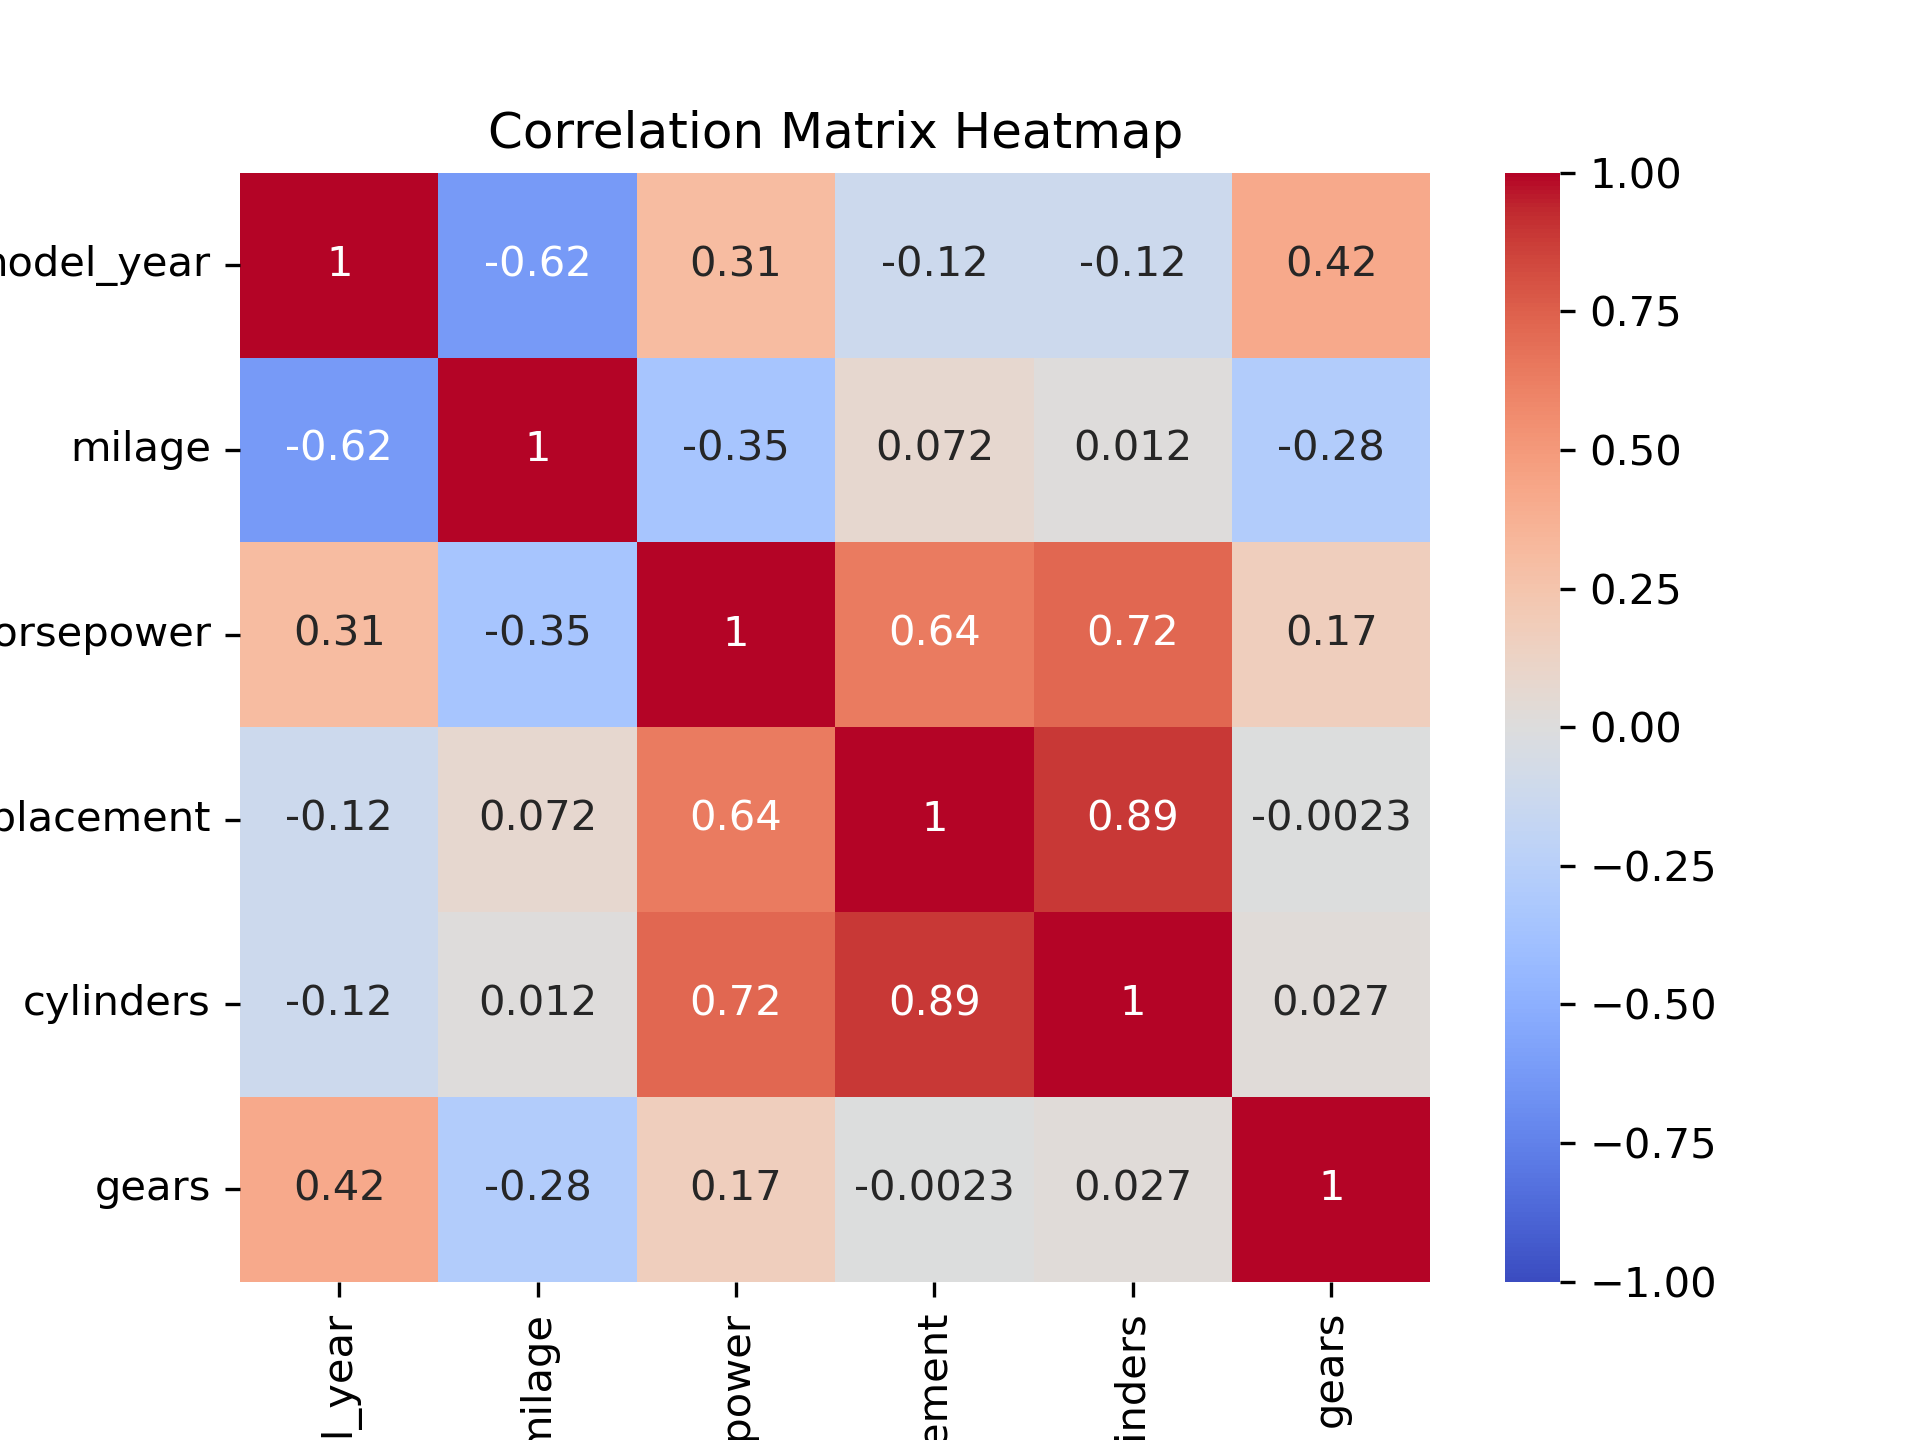 Correlation Matrix Heatmap
1 -0.62 0.31 -0.12 -0.12 0.42
-0.62 1 -0.35 0.072 0.012 -0.28
0.31 -0.35 1 0.64 0.72 0.17
-0.12 0.072 0.64 1 0.89 -0.0023
-0.12 0.012 0.72 0.89 1 0.027
0.42 -0.28 0.17 -0.0023 0.027 1
odel_year
milage
orsepower
placement
cylinders
gears
l_year
milage
power
ement
inders
gears
1.00
0.75
0.50
0.25
0.00
−0.25
−0.50
−0.75
−1.00